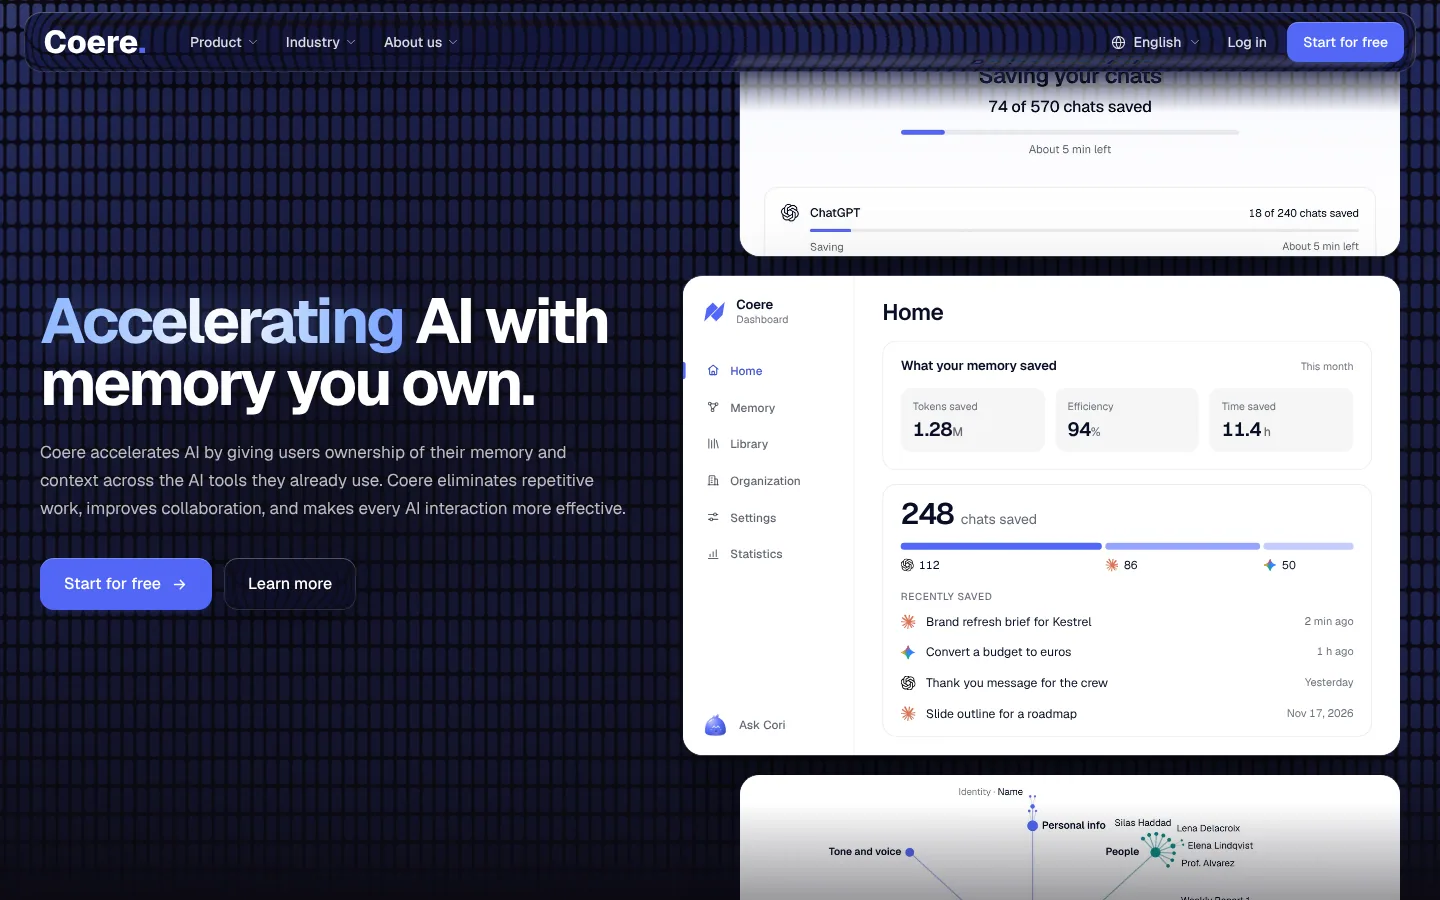 Coere.
Product
Industry
About us
English
Log in
Start for free
Accelerating AI with
memory you own.
Coere accelerates AI by giving users ownership of their memory and
context across the AI tools they already use. Coere eliminates repetitive
work, improves collaboration, and makes every AI interaction more effective.
Start for free →
Learn more
Saving your chats
74 of 570 chats saved
About 5 min left
ChatGPT
18 of 240 chats saved
Saving
About 5 min left
Coere
Dashboard
Home
Memory
Library
Organization
Settings
Statistics
Ask Cori
Home
What your memory saved
This month
Tokens saved
1.28M
Efficiency
94%
Time saved
11.4 h
248 chats saved
112
86
50
RECENTLY SAVED
Brand refresh brief for Kestrel
2 min ago
Convert a budget to euros
1 h ago
Thank you message for the crew
Yesterday
Slide outline for a roadmap
Nov 17, 2026
Identity · Name
Personal info
Silas Haddad
Lena Delacroix
Tone and voice
People
Elena Lindqvist
Prof. Alvarez